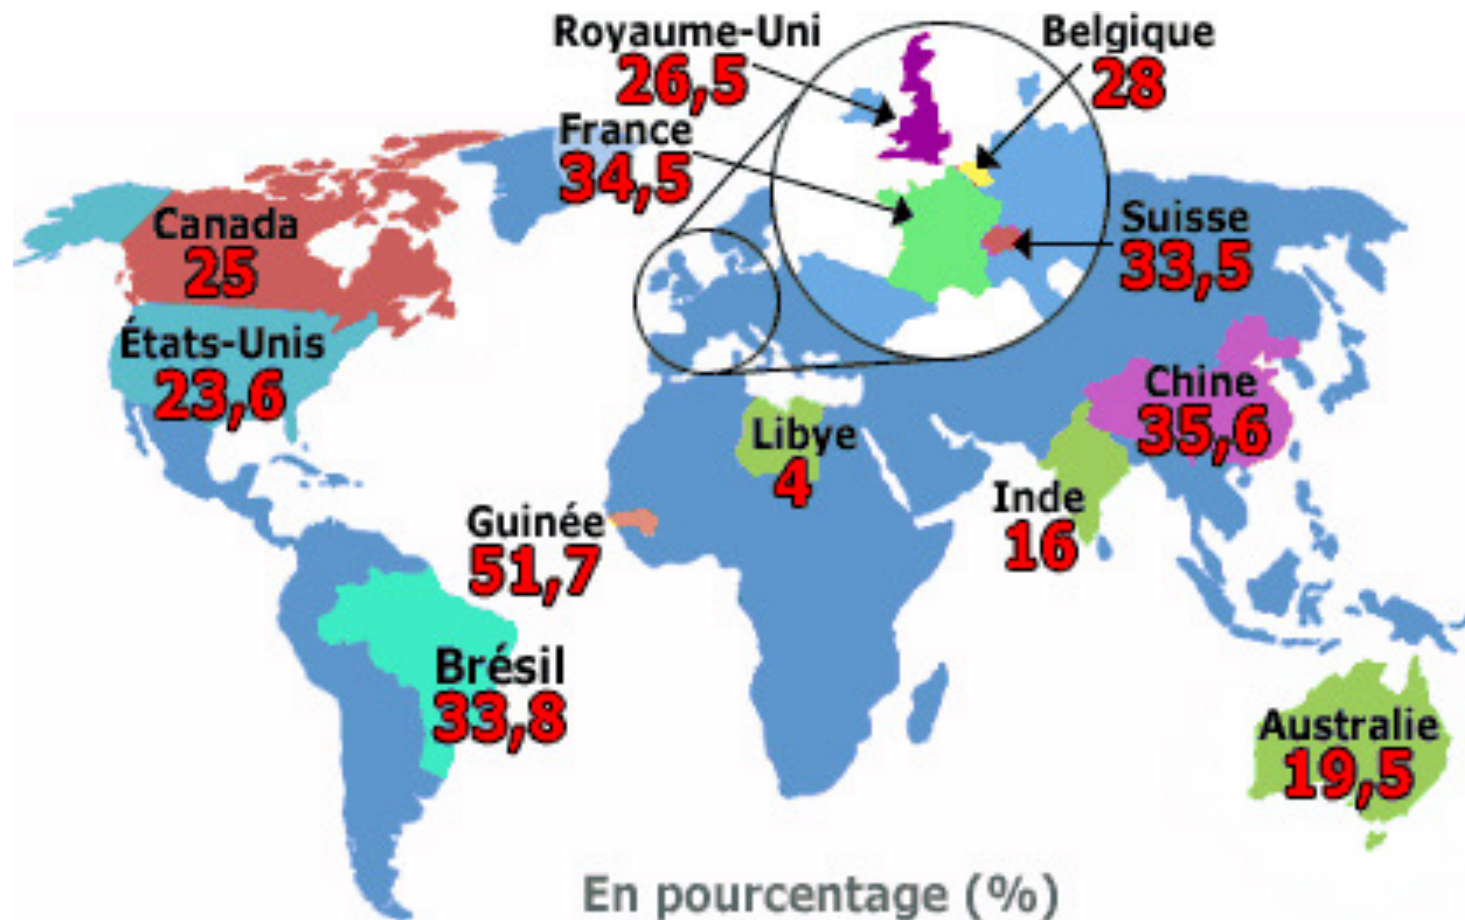 Royaume-Uni
26,5
Belgique
28
France
34,5
Suisse
33,5
Canada
25
États-Unis
23,6
Chine
35,6
Libye
4
Inde
16
Guinée
51,7
Brésil
33,8
Australie
19,5
En pourcentage (%)